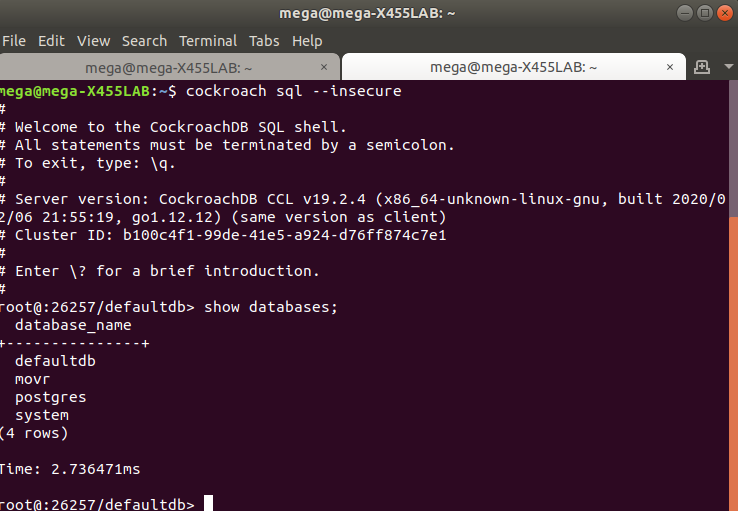 mega@mega-X455LAB: ~
File Edit View Search Terminal Tabs Help
mega@mega-X455LAB: ~ × mega@mega-X455LAB: ~ ×
mega@mega-X455LAB:~$ cockroach sql --insecure
#
# Welcome to the CockroachDB SQL shell.
# All statements must be terminated by a semicolon.
# To exit, type: \q.
#
# Server version: CockroachDB CCL v19.2.4 (x86_64-unknown-linux-gnu, built 2020/0
2/06 21:55:19, go1.12.12) (same version as client)
# Cluster ID: b100c4f1-99de-41e5-a924-d76ff874c7e1
#
# Enter \? for a brief introduction.
#
root@:26257/defaultdb> show databases;
  database_name
+---------------+
  defaultdb
  movr
  postgres
  system
(4 rows)
Time: 2.736471ms
root@:26257/defaultdb>